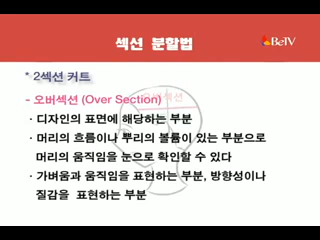 섹션 분할법
BeTV
* 2섹션 커트
오버섹션
- 오버섹션 (Over Section)
· 디자인의 표면에 해당하는 부분
· 머리의 흐름이나 뿌리의 볼륨이 있는 부분으로
머리의 움직임을 눈으로 확인할 수 있다
· 가벼움과 움직임을 표현하는 부분, 방향성이나
질감을 표현하는 부분